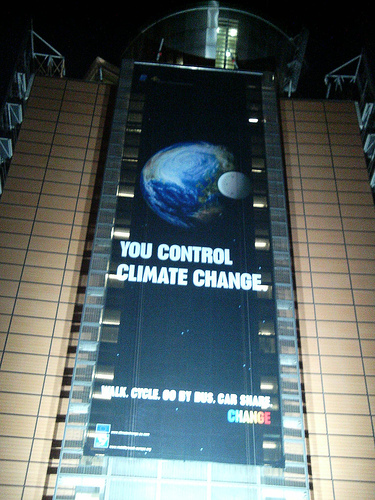 YOU CONTROL
CLIMATE CHANGE.
WALK. CYCLE. GO BY BUS. CAR SHARE.
CHANGE